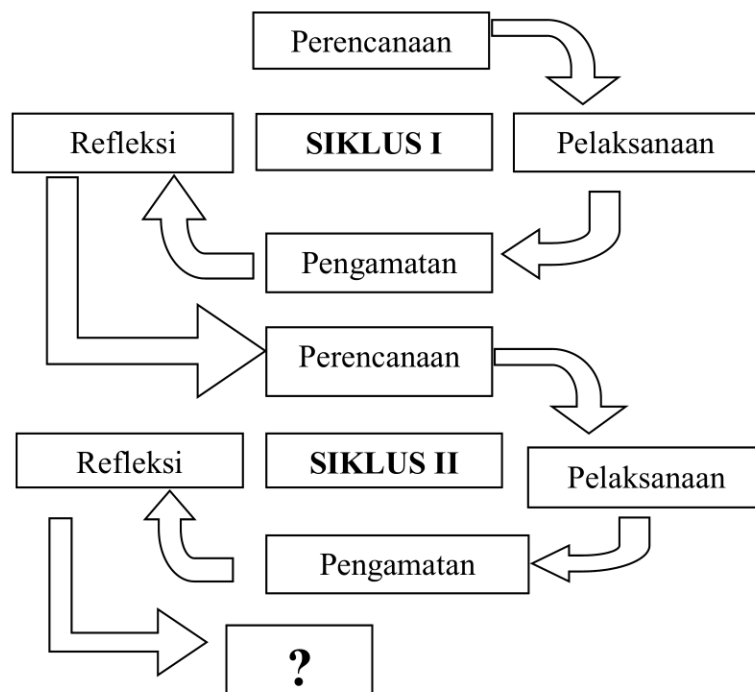 Perencanaan
Refleksi
SIKLUS I
Pelaksanaan
Pengamatan
Perencanaan
Refleksi
SIKLUS II
Pelaksanaan
Pengamatan
?